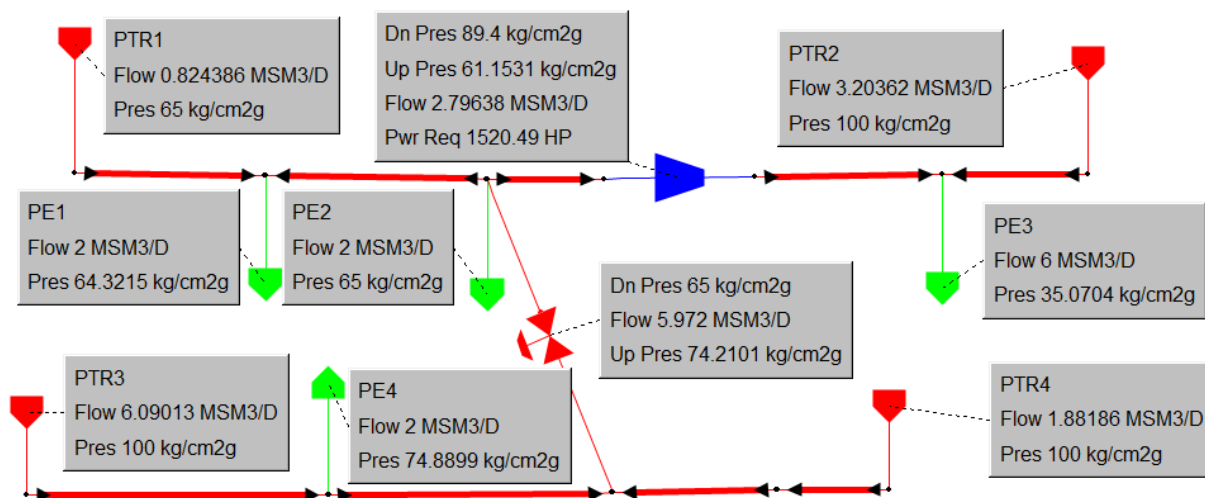 PTR1
Flow 0.824386 MSM3/D
Pres 65 kg/cm2g
Dn Pres 89.4 kg/cm2g
Up Pres 61.1531 kg/cm2g
Flow 2.79638 MSM3/D
Pwr Req 1520.49 HP
PTR2
Flow 3.20362 MSM3/D
Pres 100 kg/cm2g
PE1
Flow 2 MSM3/D
Pres 64.3215 kg/cm2g
PE2
Flow 2 MSM3/D
Pres 65 kg/cm2g
PE3
Flow 6 MSM3/D
Pres 35.0704 kg/cm2g
Dn Pres 65 kg/cm2g
Flow 5.972 MSM3/D
Up Pres 74.2101 kg/cm2g
PTR3
Flow 6.09013 MSM3/D
Pres 100 kg/cm2g
PE4
Flow 2 MSM3/D
Pres 74.8899 kg/cm2g
PTR4
Flow 1.88186 MSM3/D
Pres 100 kg/cm2g